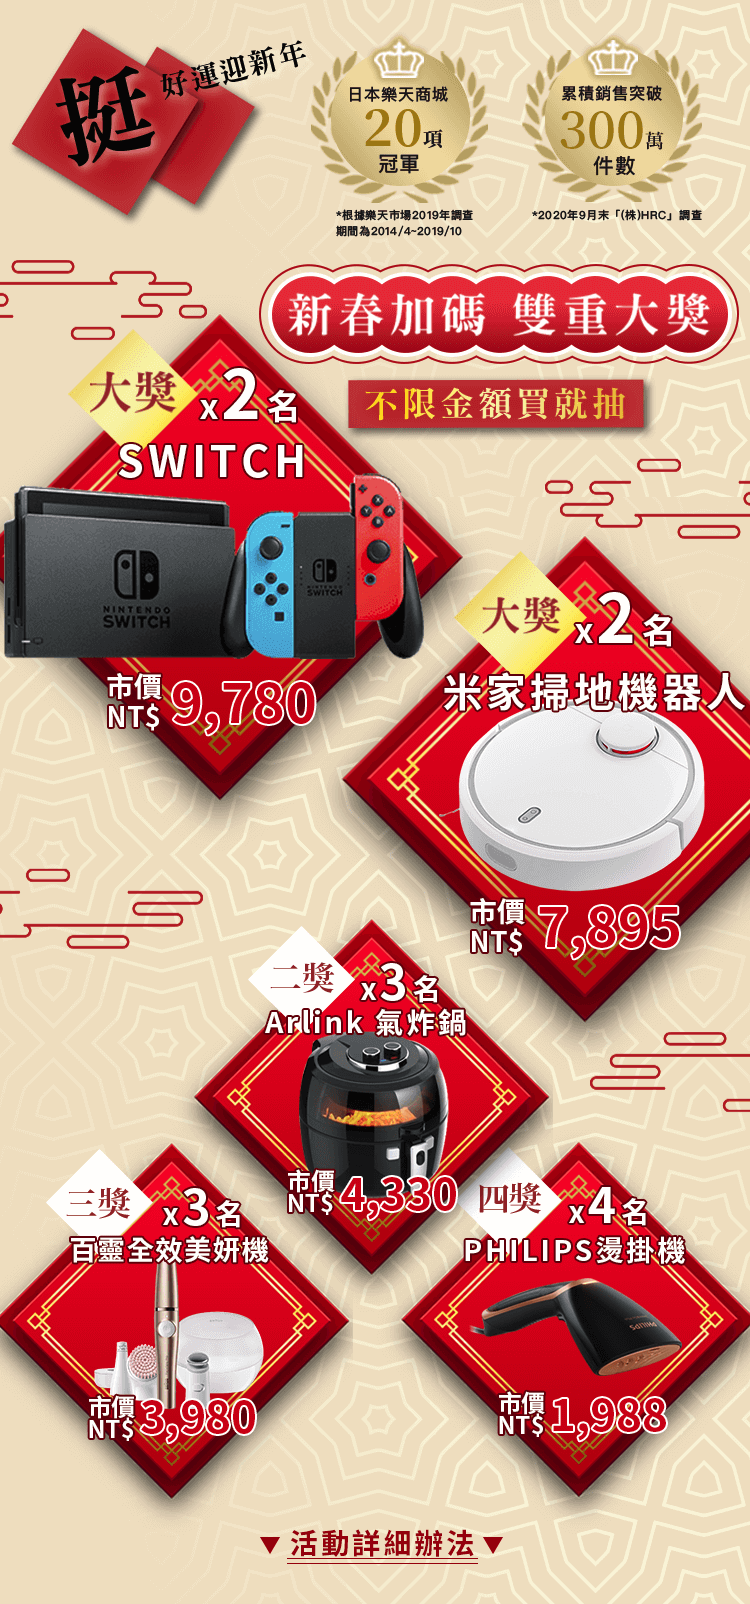 挺
好運迎新年
日本樂天商城
20項
冠軍
*根據樂天市場2019年調查
期間為2014/4~2019/10
累積銷售突破
300萬
件數
*2020年9月末「(株)HRC」調查
新春加碼 雙重大獎
不限金額買就抽
大獎 x2名
SWITCH
NINTENDO
SWITCH
NINTENDO
SWITCH
市價
NT$ 9,780
大獎 x2名
米家掃地機器人
市價
NT$ 7,895
二獎 x3名
Arlink 氣炸鍋
市價
NT$ 4,330
三獎 x3名
百靈全效美妍機
市價
NT$ 3,980
四獎 x4名
PHILIPS燙掛機
PHILIPS
市價
NT$ 1,988
▼ 活動詳細辦法 ▼